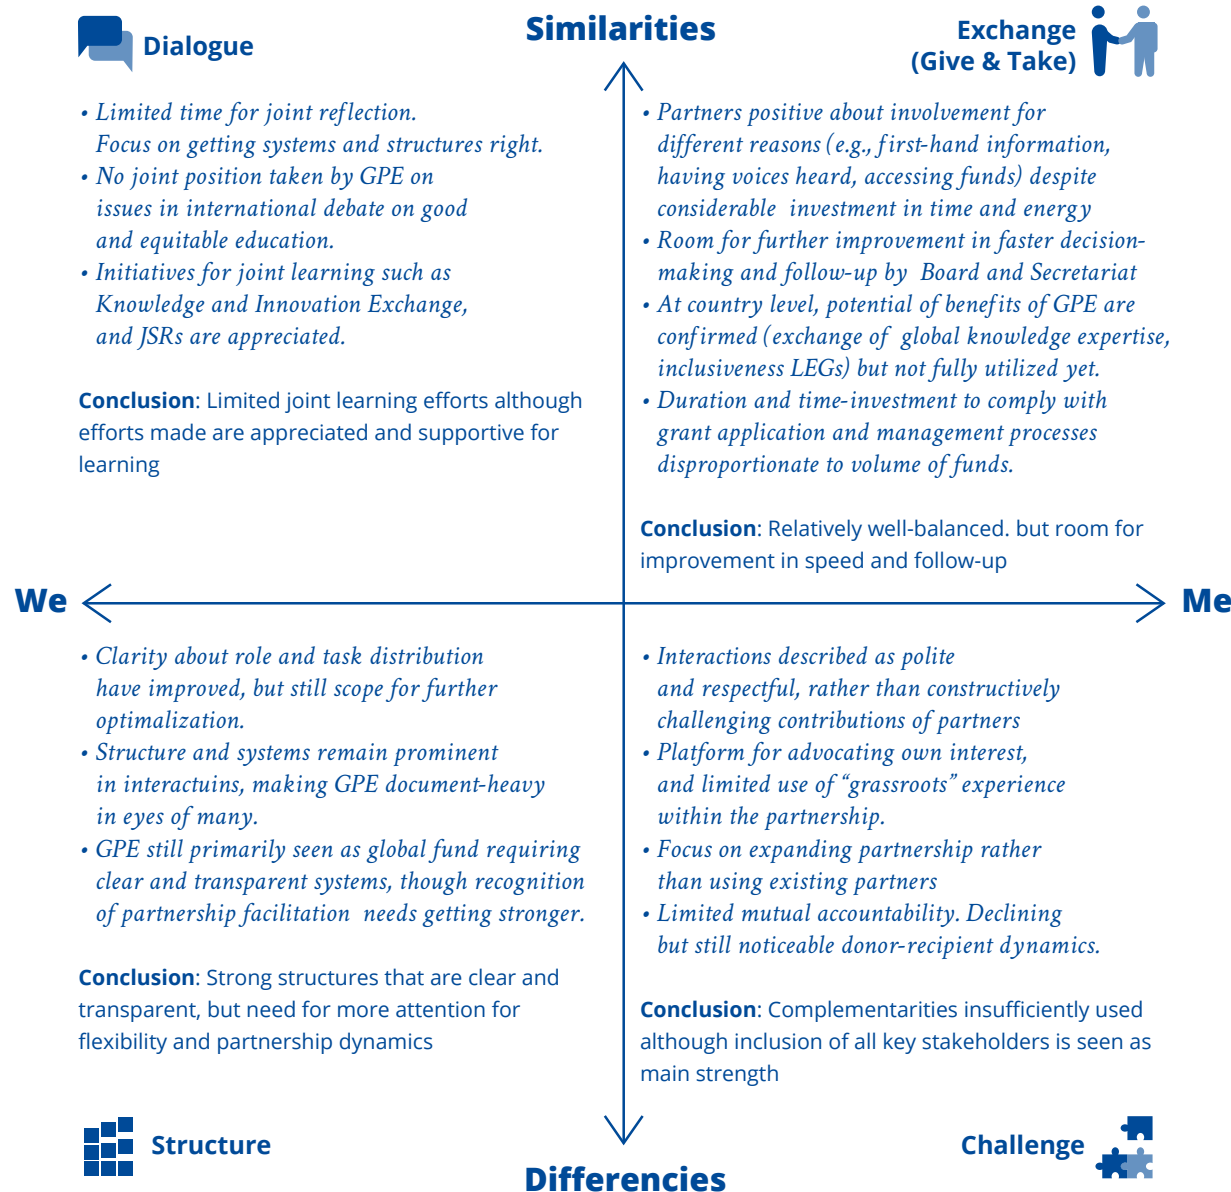 Similarities
Dialogue
• Limited time for joint reflection.
Focus on getting systems and structures right.
• No joint position taken by GPE on
issues in international debate on good
and equitable education.
• Initiatives for joint learning such as
Knowledge and Innovation Exchange,
and JSRs are appreciated.
Conclusion: Limited joint learning efforts although
efforts made are appreciated and supportive for
learning
Exchange
(Give & Take)
• Partners positive about involvement for
different reasons (e.g., first-hand information,
having voices heard, accessing funds) despite
considerable investment in time and energy
• Room for further improvement in faster decision-
making and follow-up by Board and Secretariat
• At country level, potential of benefits of GPE are
confirmed (exchange of global knowledge expertise,
inclusiveness LEGs) but not fully utilized yet.
• Duration and time-investment to comply with
grant application and management processes
disproportionate to volume of funds.
Conclusion: Relatively well-balanced. but room for
improvement in speed and follow-up
We
Me
• Clarity about role and task distribution
have improved, but still scope for further
optimalization.
• Structure and systems remain prominent
in interactuins, making GPE document-heavy
in eyes of many.
• GPE still primarily seen as global fund requiring
clear and transparent systems, though recognition
of partnership facilitation needs getting stronger.
Conclusion: Strong structures that are clear and
transparent, but need for more attention for
flexibility and partnership dynamics
Structure
• Interactions described as polite
and respectful, rather than constructively
challenging contributions of partners
• Platform for advocating own interest,
and limited use of “grassroots” experience
within the partnership.
• Focus on expanding partnership rather
than using existing partners
• Limited mutual accountability. Declining
but still noticeable donor-recipient dynamics.
Conclusion: Complementarities insufficiently used
although inclusion of all key stakeholders is seen as
main strength
Challenge
Differencies